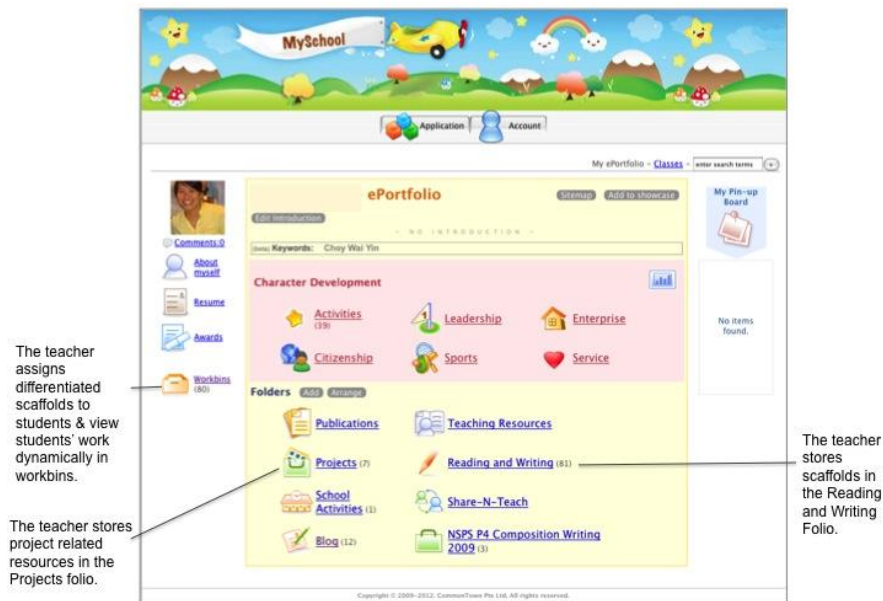 MySchool
Application
Account
My ePortfolio - Classes - enter search terms
ePortfolio
Sitemap
Add to showcase
Edit Introduction
- NO INTRODUCTION -
(beta) Keywords: Choy Wai Yin
My Pin-up
Board
No items
found.
Comments:0
About
myself
Resume
Awards
Workbins
(80)
Character Development
Activities
(39)
Leadership
Enterprise
Citizenship
Sports
Service
Folders Add Arrange
Publications
Teaching Resources
Projects (7)
Reading and Writing (81)
School
Activities (1)
Share-N-Teach
Blog (12)
NSPS P4 Composition Writing
2009 (3)
Copyright © 2009-2012. CommonTown Pte Ltd. All rights reserved.
The teacher
assigns
differentiated
scaffolds to
students & view
students' work
dynamically in
workbins.
The teacher stores
project related
resources in the
Projects folio.
The teacher
stores
scaffolds in
the Reading
and Writing
Folio.